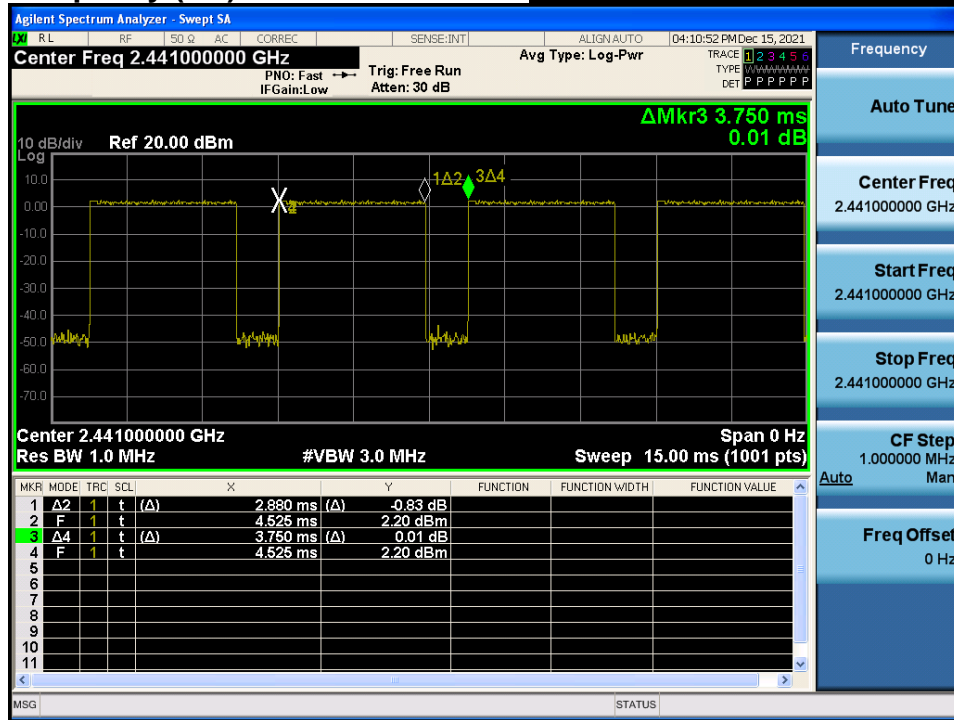 Agilent Spectrum Analyzer - Swept SA
LXI RL RF 50 Ω AC CORREC SENSE:INT ALIGN AUTO 04:10:52 PM Dec 15, 2021
Center Freq 2.441000000 GHz
PNO: Fast
IFGain:Low
Trig: Free Run
Atten: 30 dB
Avg Type: Log-Pwr
TRACE 1 2 3 4 5 6
TYPE WWWWWW
DET P P P P P P
ΔMkr3 3.750 ms
0.01 dB
10 dB/div Ref 20.00 dBm
Log
10.0
0.00
-10.0
-20.0
-30.0
-40.0
-50.0
-60.0
-70.0
X
1Δ2
3Δ4
Center 2.441000000 GHz Span 0 Hz
Res BW 1.0 MHz #VBW 3.0 MHz Sweep 15.00 ms (1001 pts)
MKR MODE TRC SCL X Y FUNCTION FUNCTION WIDTH FUNCTION VALUE
1 Δ2 1 t (Δ) 2.880 ms (Δ) -0.83 dB
2 F 1 t 4.525 ms 2.20 dBm
3 Δ4 1 t (Δ) 3.750 ms (Δ) 0.01 dB
4 F 1 t 4.525 ms 2.20 dBm
5
6
7
8
9
10
11
MSG STATUS
Frequency
Auto Tune
Center Freq
2.441000000 GHz
Start Freq
2.441000000 GHz
Stop Freq
2.441000000 GHz
CF Step
1.000000 MHz
Auto Man
Freq Offset
0 Hz